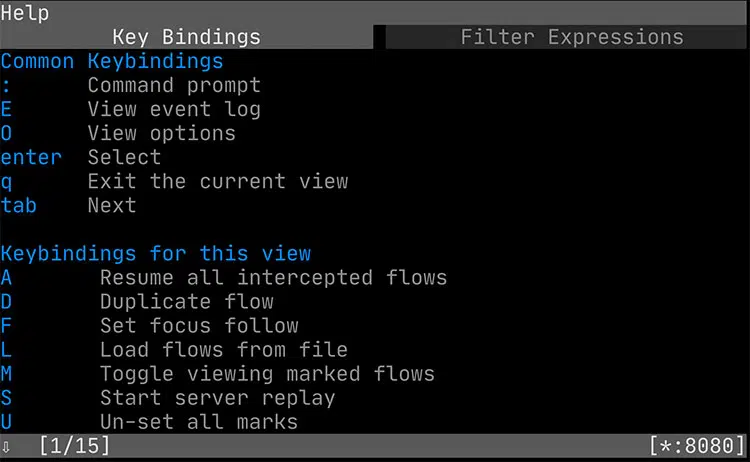 Help
Key Bindings Filter Expressions
Common Keybindings
: Command prompt
E View event log
O View options
enter Select
q Exit the current view
tab Next
Keybindings for this view
A Resume all intercepted flows
D Duplicate flow
F Set focus follow
L Load flows from file
M Toggle viewing marked flows
S Start server replay
U Un-set all marks
⇩ [1/15] [*:8080]